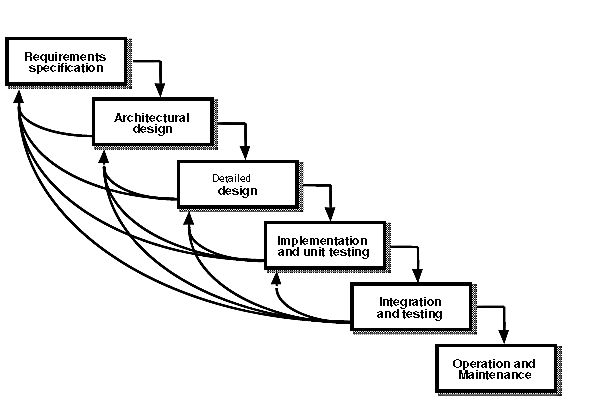 Requirements
specification
Architectural
design
Detailed
design
Implementation
and unit testing
Integration
and testing
Operation and
Maintenance